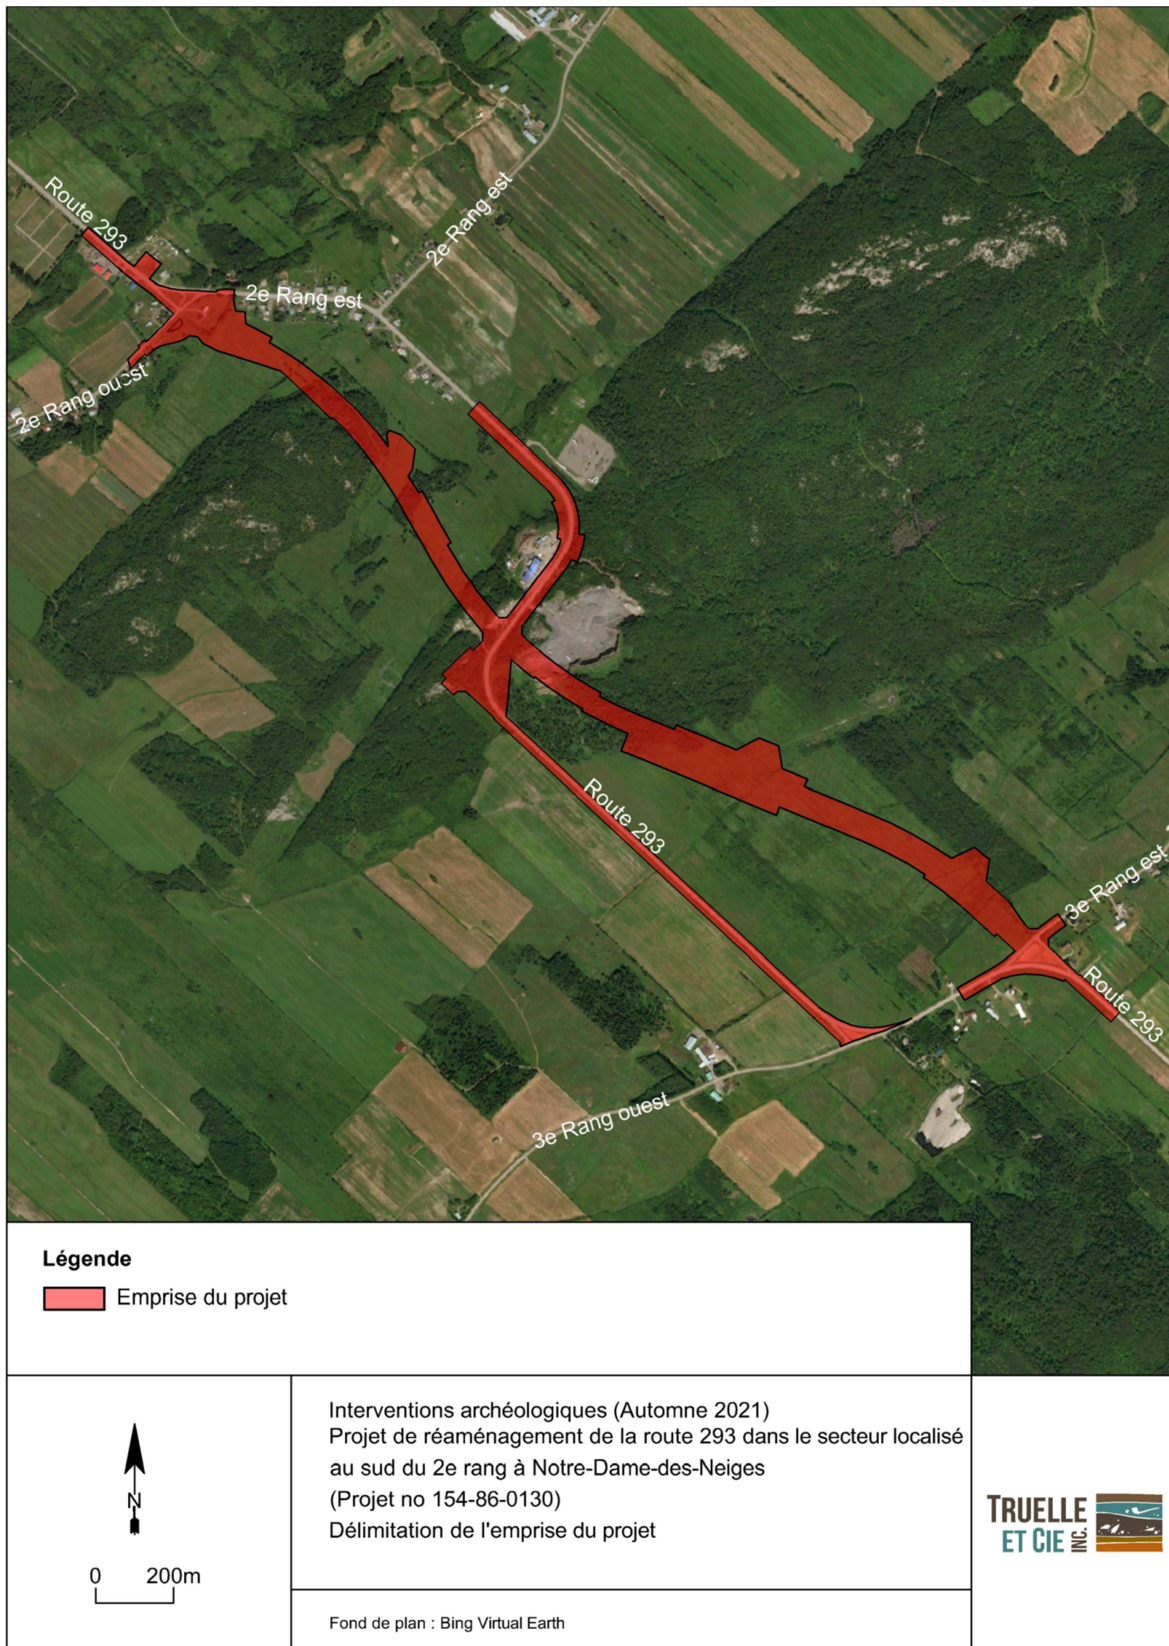 Route 293
2e Rang est
2e Rang est
2e Rang ouest
Route 293
3e Rang est
Route 293
3e Rang ouest
Légende
Emprise du projet
N
0 200m
Interventions archéologiques (Automne 2021)
Projet de réaménagement de la route 293 dans le secteur localisé
au sud du 2e rang à Notre-Dame-des-Neiges
(Projet no 154-86-0130)
Délimitation de l'emprise du projet
Fond de plan : Bing Virtual Earth
TRUELLE
ET CIE INC.